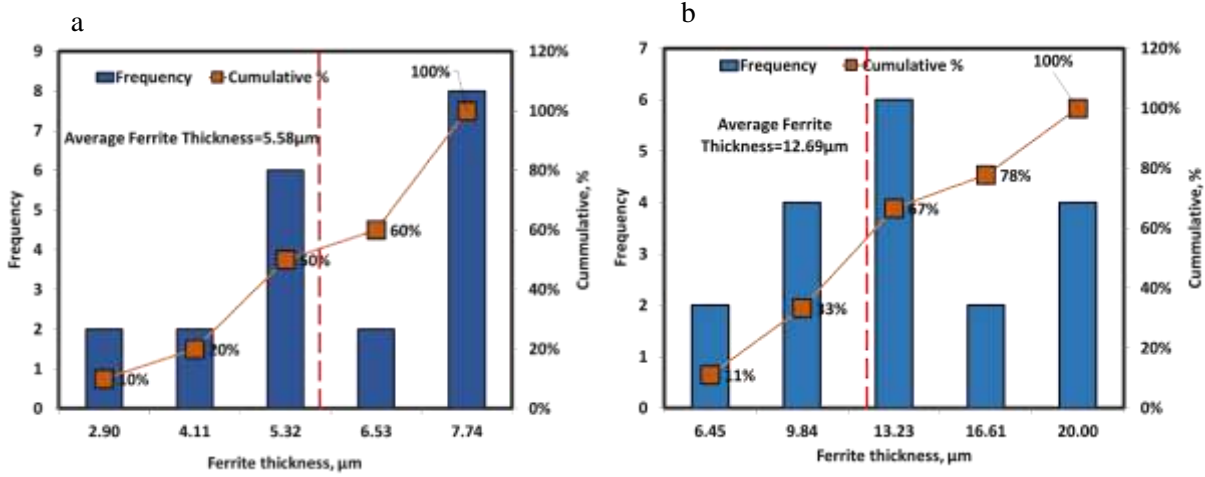 a
9
8
7
6
5
4
3
2
1
0
Frequency
Frequency
Cumulative %
100%
Average Ferrite Thickness=5.58µm
10%
20%
50%
60%
120%
100%
80%
60%
40%
20%
0%
Cummulative, %
2.90 4.11 5.32 6.53 7.74
Ferrite thickness, µm
b
7
6
5
4
3
2
1
0
Frequency
Frequency
Cumulative %
100%
Average Ferrite
Thickness=12.69µm
11%
33%
67%
78%
120%
100%
80%
60%
40%
20%
0%
Cummulative, %
6.45 9.84 13.23 16.61 20.00
Ferrite thickness, µm